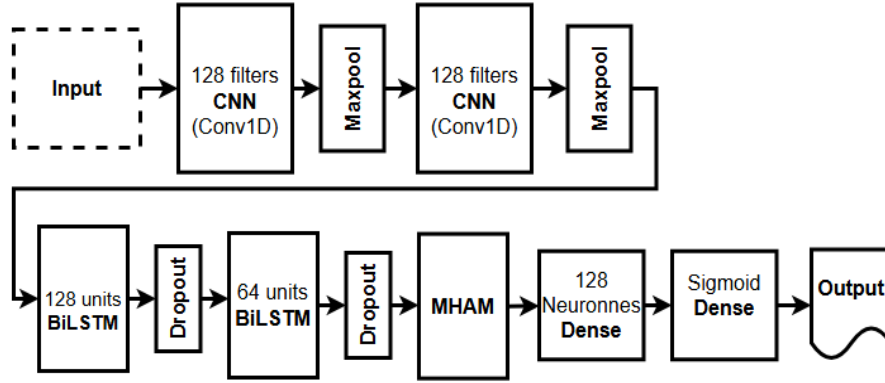 Input
128 filters
CNN
(Conv1D)
Maxpool
128 filters
CNN
(Conv1D)
Maxpool
128 units
BiLSTM
Dropout
64 units
BiLSTM
Dropout
MHAM
128
Neuronnes
Dense
Sigmoid
Dense
Output